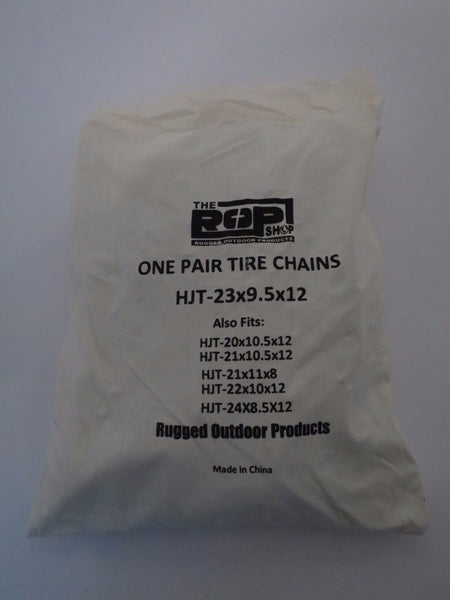 THE
ROP
SHOP
RUGGED OUTDOOR PRODUCTS
ONE PAIR TIRE CHAINS
HJT-23x9.5x12
Also Fits:
HJT-20x10.5x12
HJT-21x10.5x12
HJT-21x11x8
HJT-22x10x12
HJT-24X8.5X12
Rugged Outdoor Products
Made in China